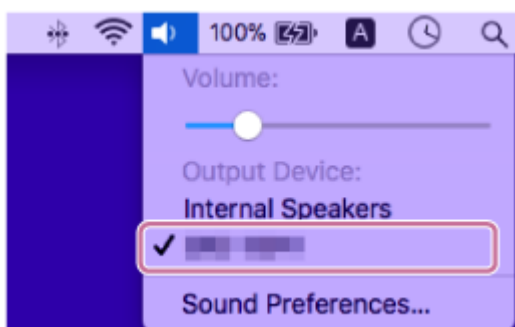 100% A
Volume:
Output Device:
Internal Speakers
Sound Preferences...